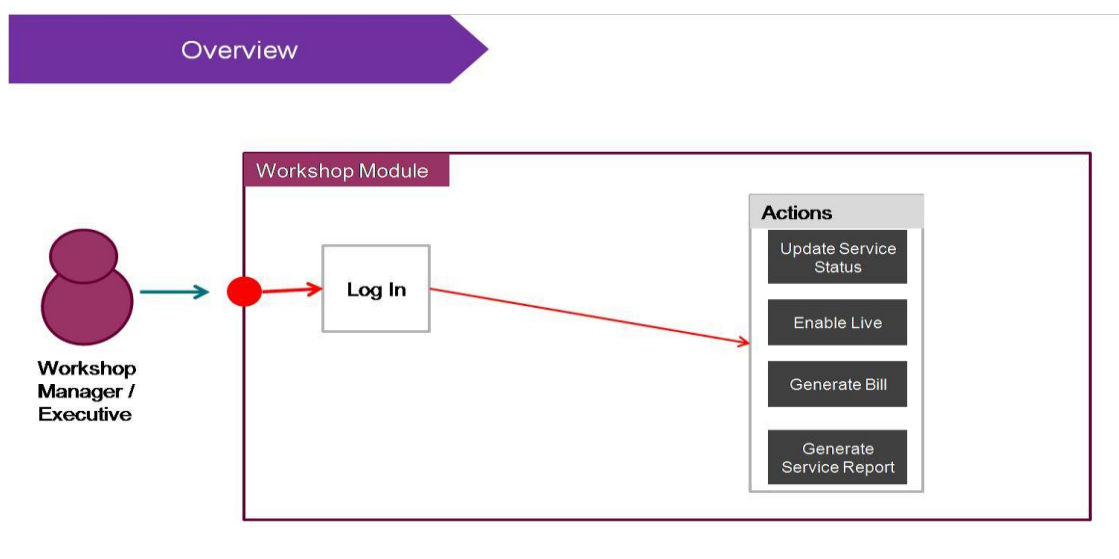 Overview
Workshop Module
Actions
Update Service
Status
Log In
Enable Live
Generate Bill
Workshop
Manager /
Executive
Generate
Service Report